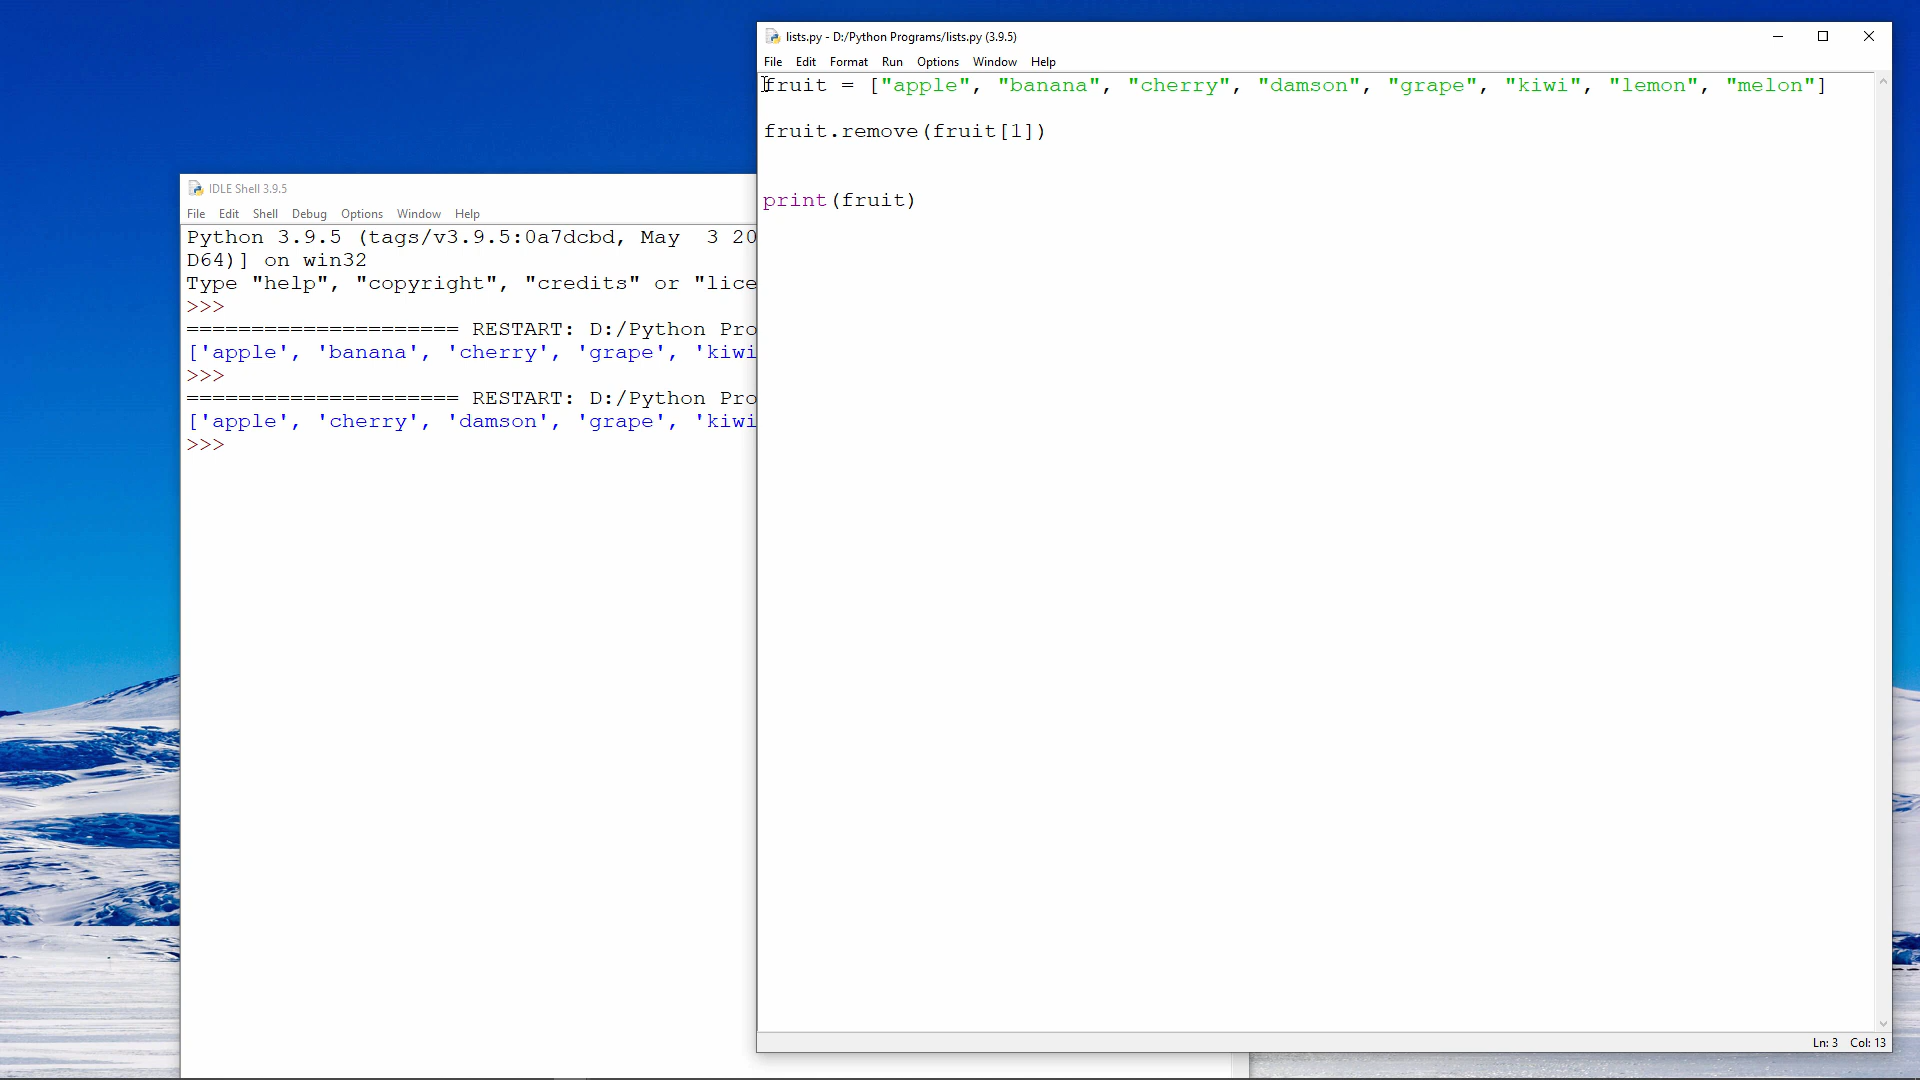 lists.py - D:/Python Programs/lists.py (3.9.5)
File Edit Format Run Options Window Help
fruit = ["apple", "banana", "cherry", "damson", "grape", "kiwi", "lemon", "melon"]
fruit.remove(fruit[1])
print(fruit)
Ln: 3 Col: 13
IDLE Shell 3.9.5
File Edit Shell Debug Options Window Help
Python 3.9.5 (tags/v3.9.5:0a7dcbd, May 3 20
D64)] on win32
Type "help", "copyright", "credits" or "lice
>>>
===================== RESTART: D:/Python Pro
['apple', 'banana', 'cherry', 'grape', 'kiwi
>>>
===================== RESTART: D:/Python Pro
['apple', 'cherry', 'damson', 'grape', 'kiwi
>>>